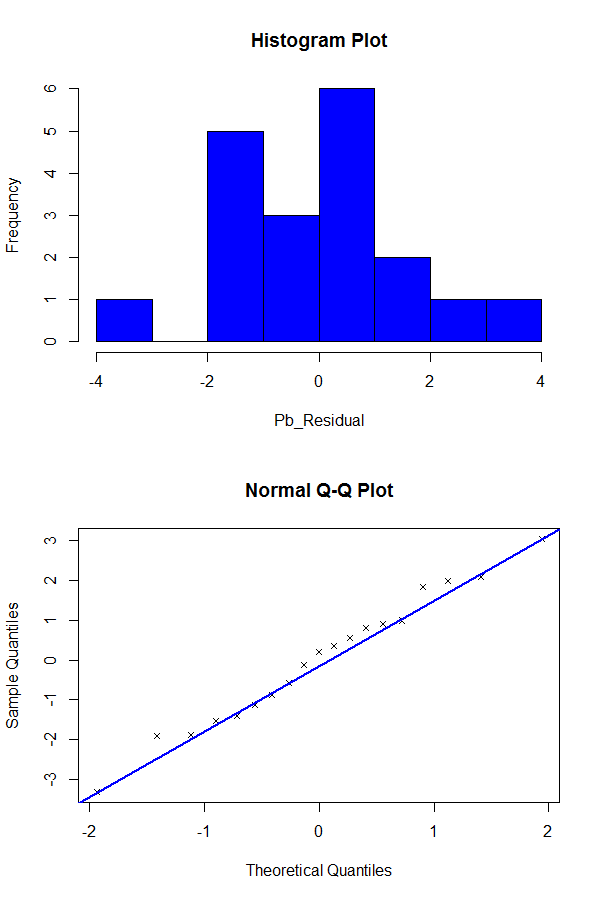 Histogram Plot
6
5
4
3
2
1
0
Frequency
-4 -2 0 2 4
Pb_Residual
Normal Q-Q Plot
3
2
1
0
-1
-2
-3
Sample Quantiles
-2 -1 0 1 2
Theoretical Quantiles